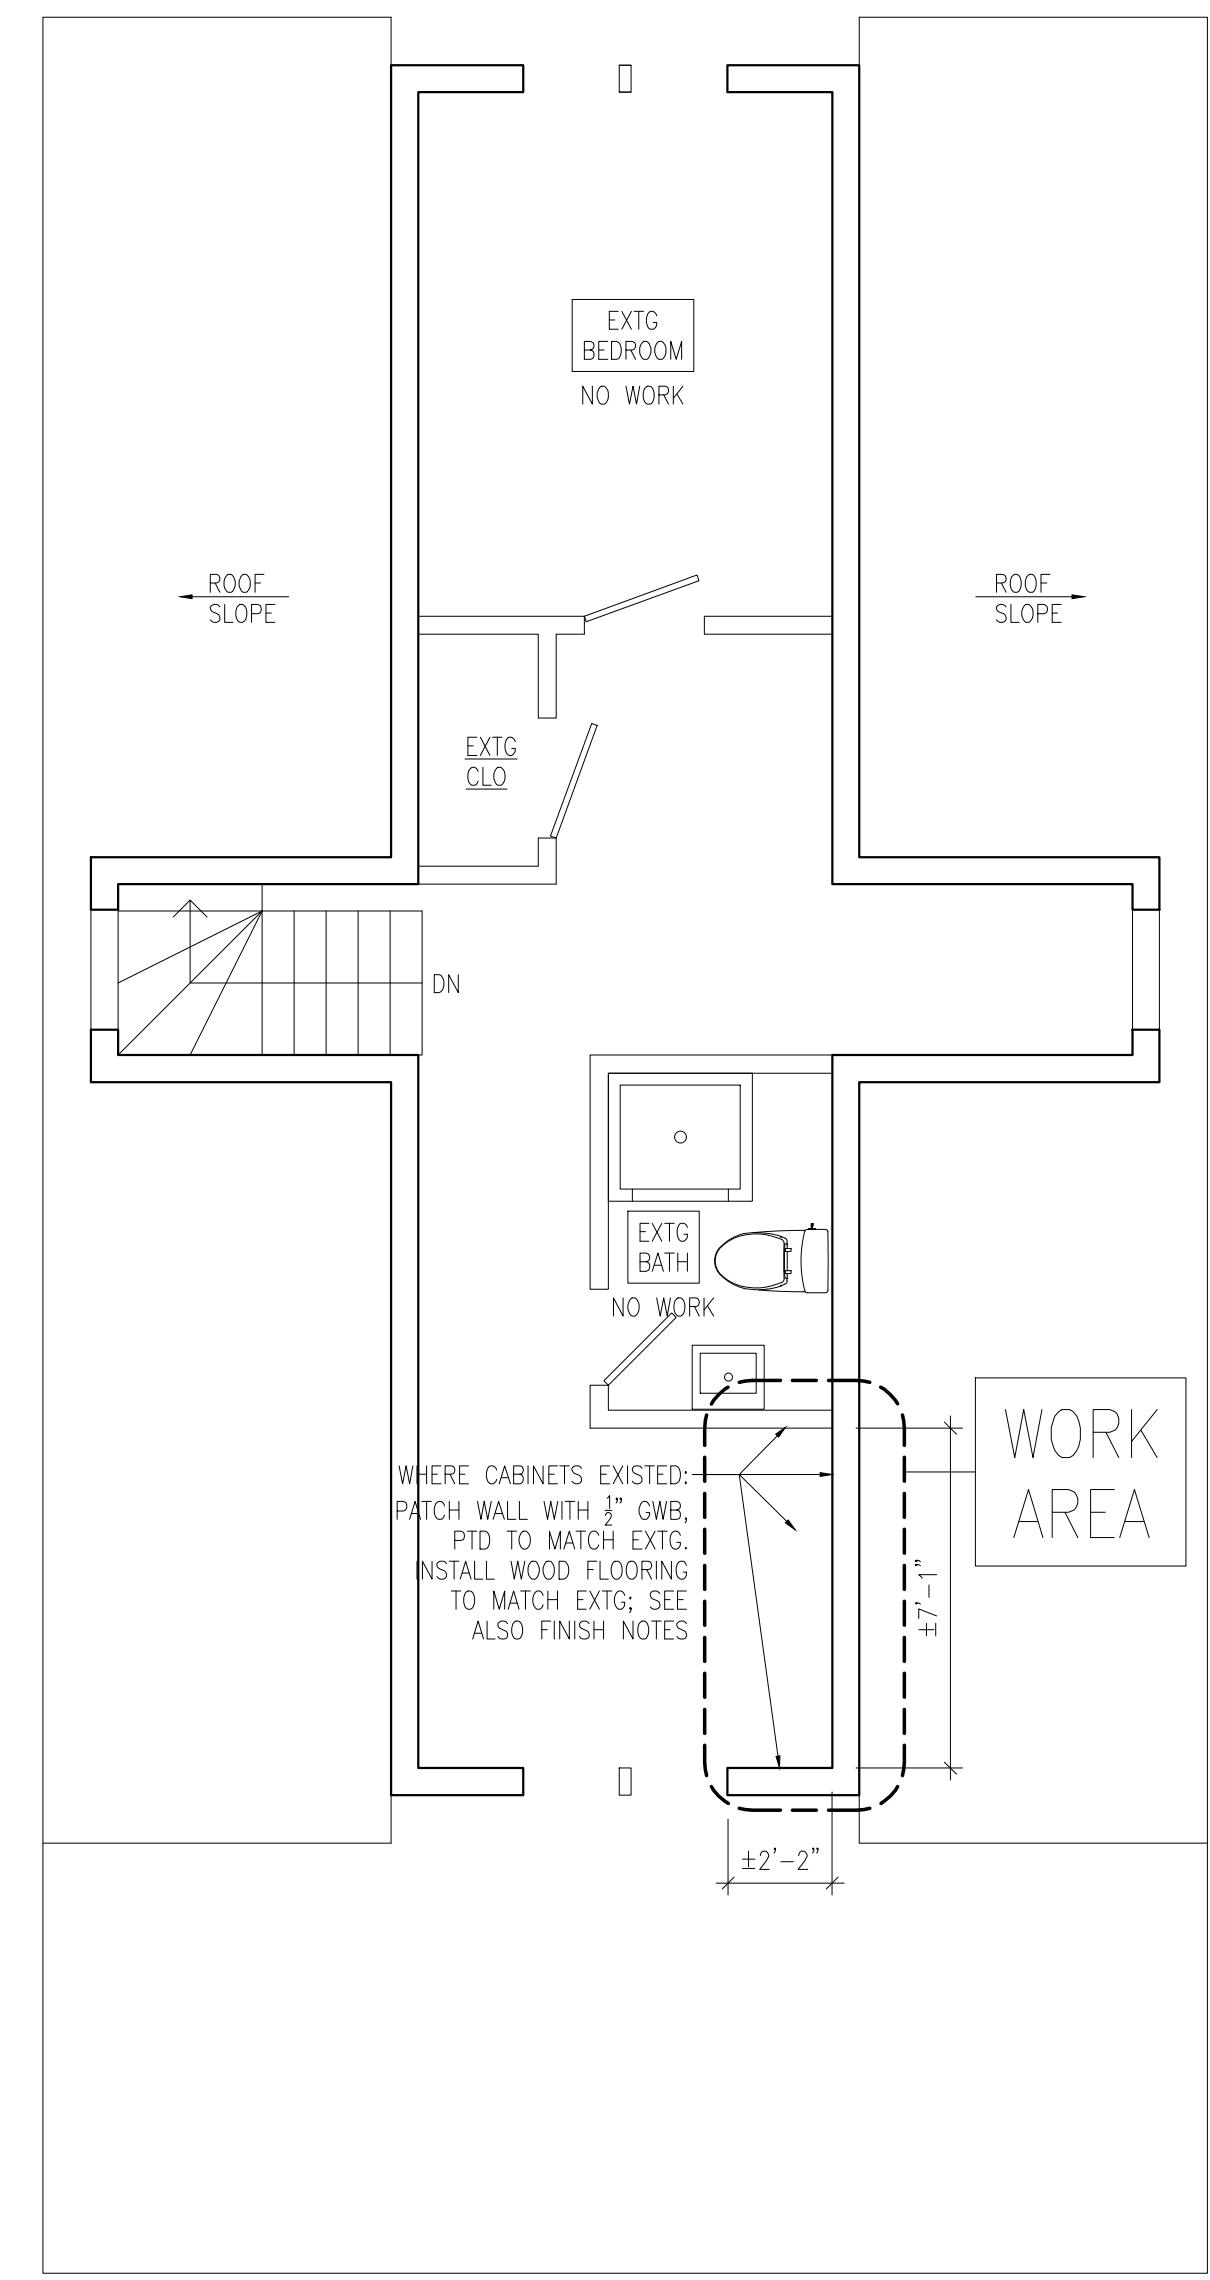 EXTG
BEDROOM
NO WORK
ROOF
SLOPE
ROOF
SLOPE
EXTG
CLO
DN
EXTG
BATH
NO WORK
WORK
AREA
WHERE CABINETS EXISTED:
PATCH WALL WITH ½" GWB,
PTD TO MATCH EXTG.
INSTALL WOOD FLOORING
TO MATCH EXTG; SEE
ALSO FINISH NOTES
±7'-1"
±2'-2"